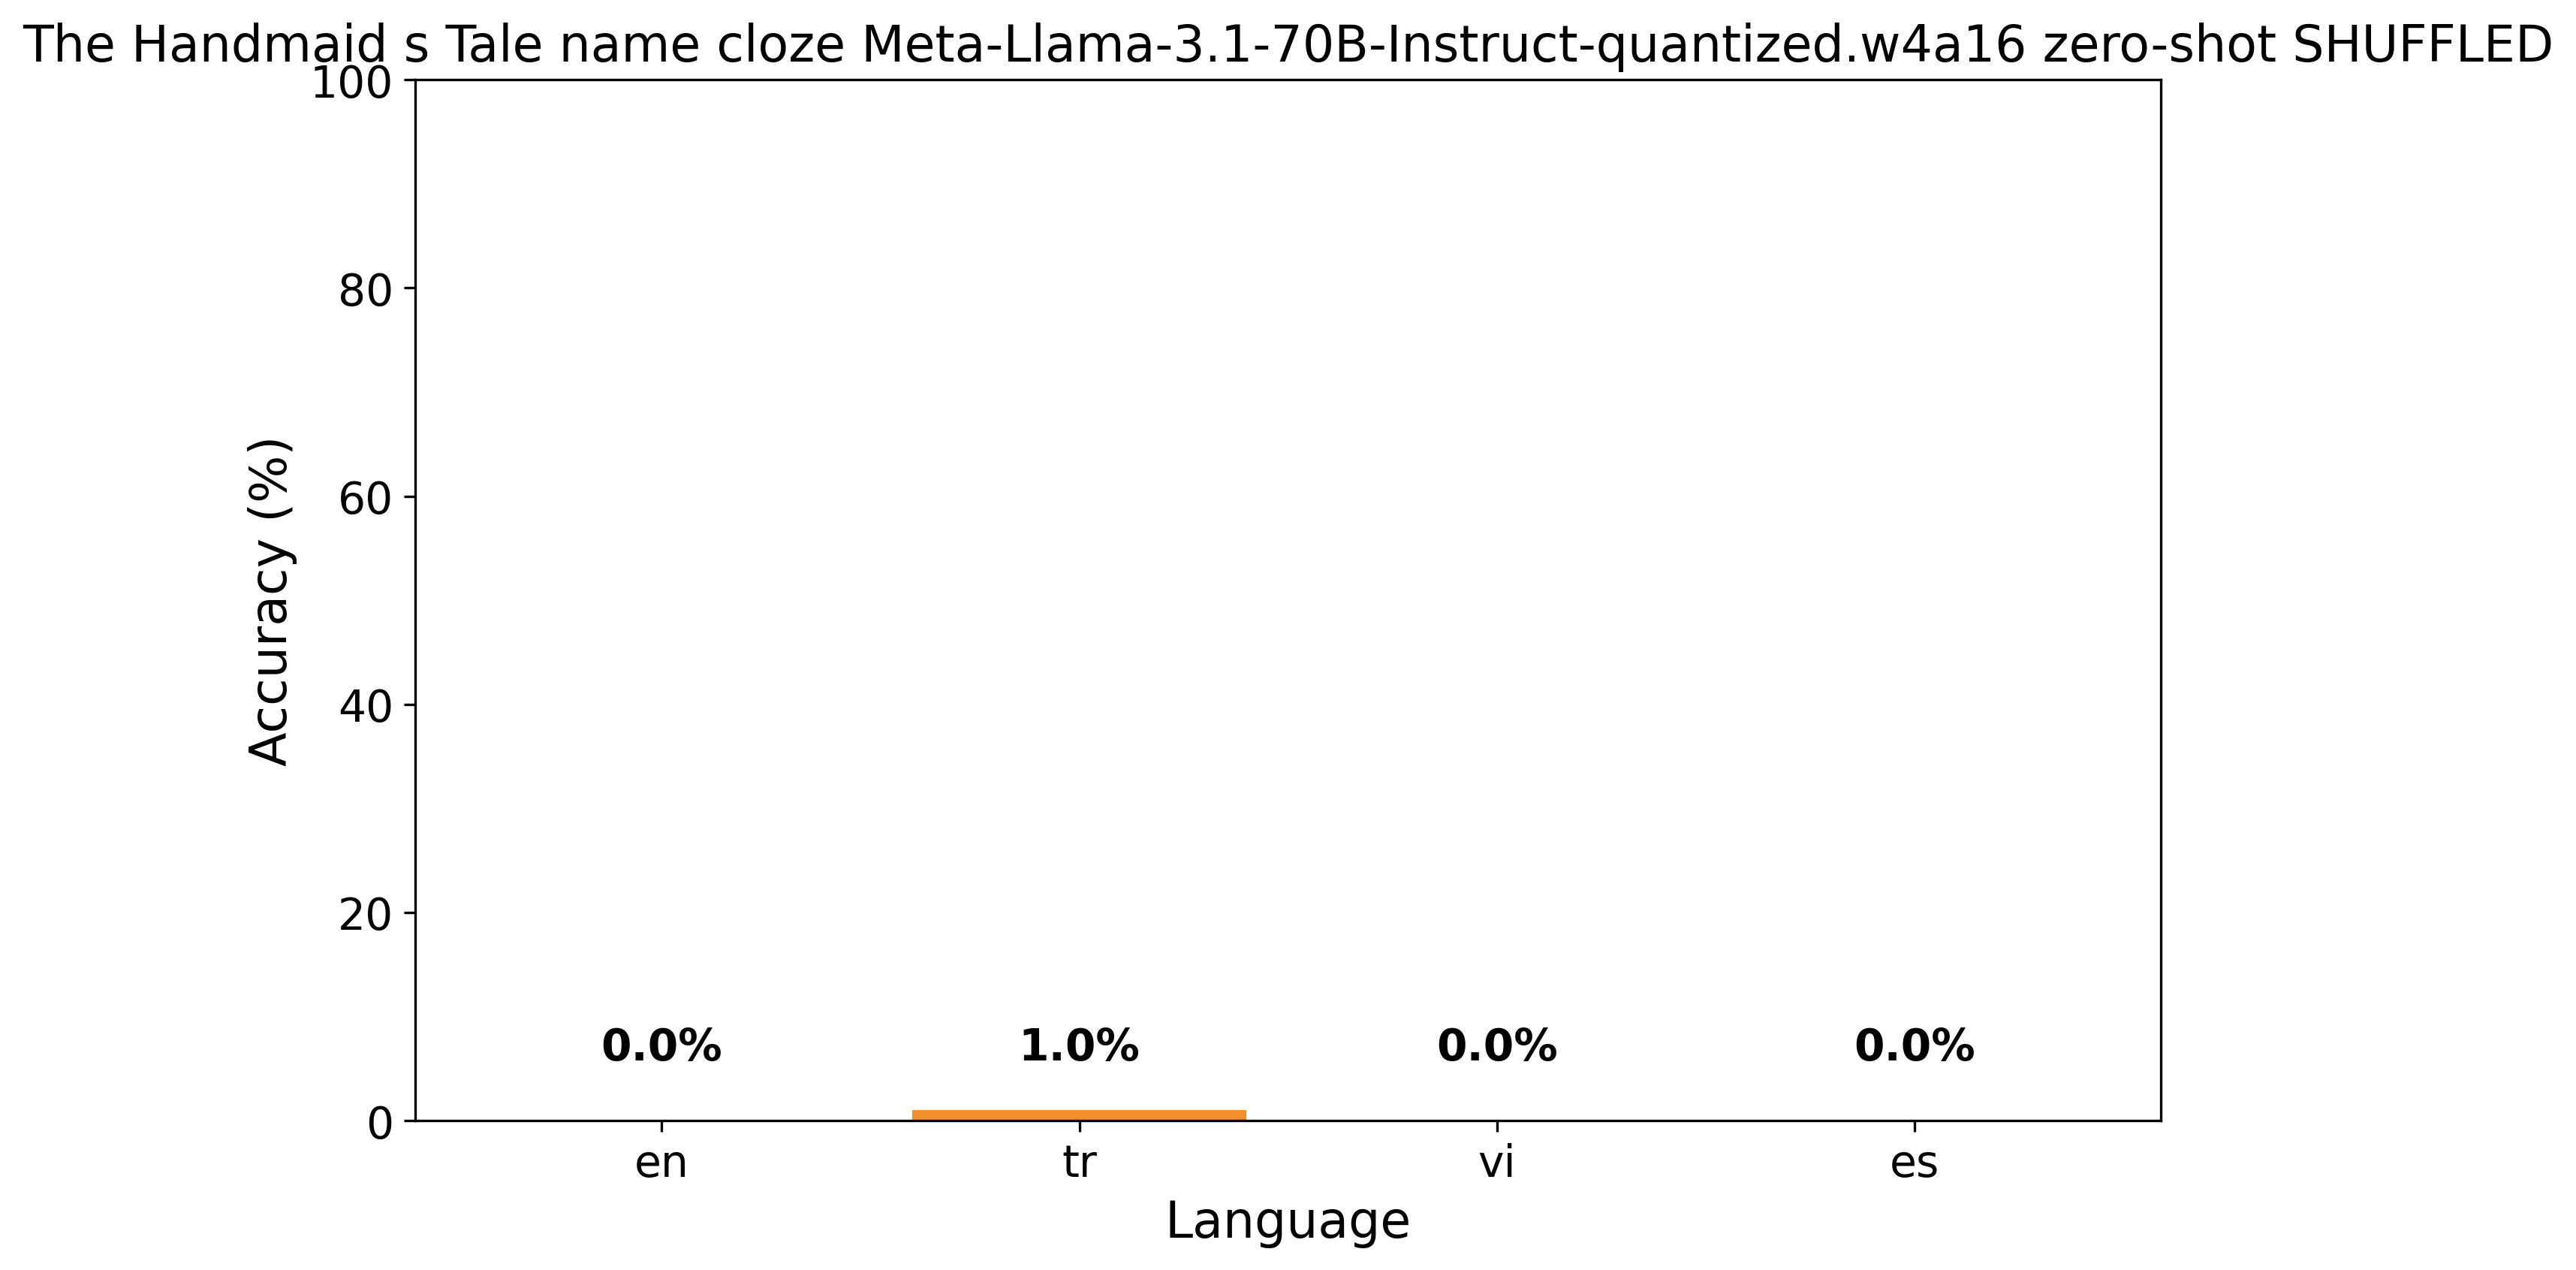 The Handmaid s Tale name cloze Meta-Llama-3.1-70B-Instruct-quantized.w4a16 zero-shot SHUFFLED
100
80
60
40
20
0
Accuracy (%)
0.0% 1.0% 0.0% 0.0%
en tr vi es
Language